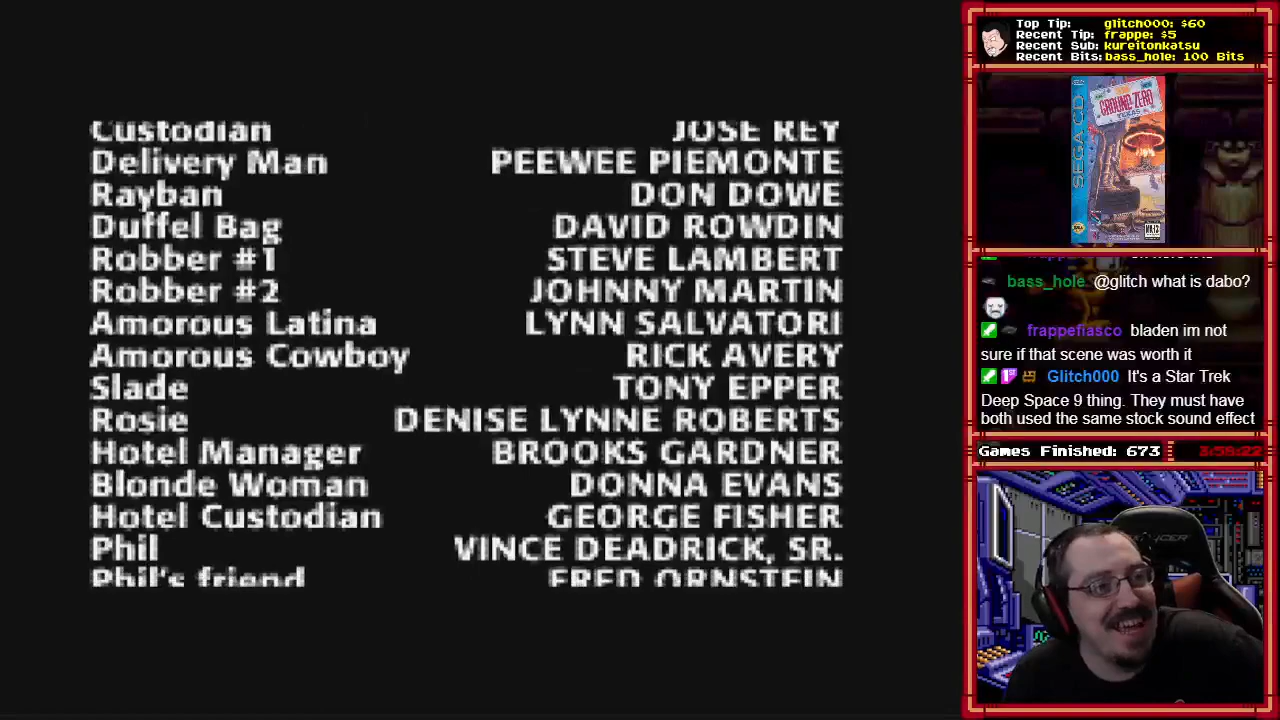 Custodian JOSE REY
Delivery Man PEEWEE PIEMONTE
Rayban DON DOWE
Duffel Bag DAVID ROWDIN
Robber #1 STEVE LAMBERT
Robber #2 JOHNNY MARTIN
Amorous Latina LYNN SALVATORI
Amorous Cowboy RICK AVERY
Slade TONY EPPER
Rosie DENISE LYNNE ROBERTS
Hotel Manager BROOKS GARDNER
Blonde Woman DONNA EVANS
Hotel Custodian GEORGE FISHER
Phil VINCE DEADRICK, SR.
Phil's friend FRED ORNSTEIN
Top Tip: glitch000: $60
Recent Tip: frappe: $5
Recent Sub: kureitonkatsu
Recent Bits: bass_hole: 100 Bits
SEGA CD
GROUND ZERO
TEXAS
bass_hole @glitch what is dabo?
frappefiasco bladen im not
sure if that scene was worth it
Glitch000 It's a Star Trek
Deep Space 9 thing. They must have
both used the same stock sound effect
Games Finished: 673 3:58:22